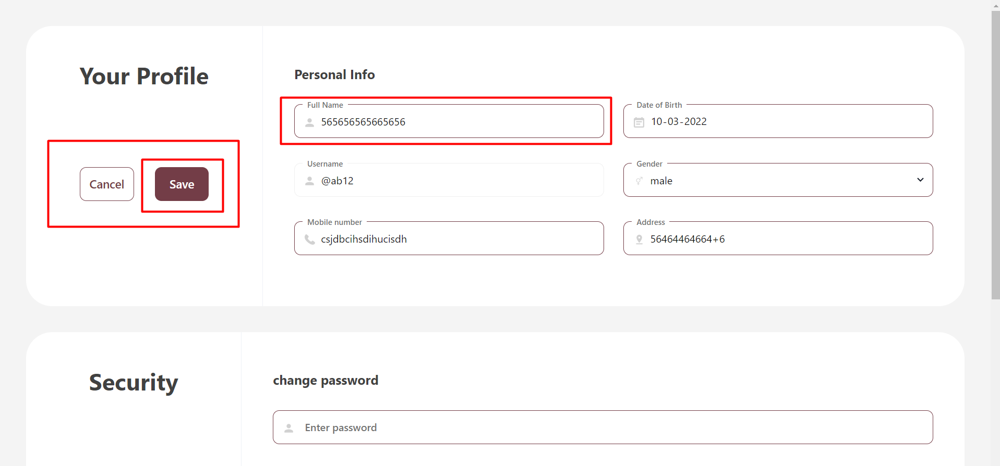 Your Profile
Cancel
Save
Personal Info
Full Name
565656565665656
Date of Birth
10-03-2022
Username
@ab12
Gender
male
Mobile number
csjdbcihsdihucisdh
Address
56464464664+6
Security
change password
Enter password